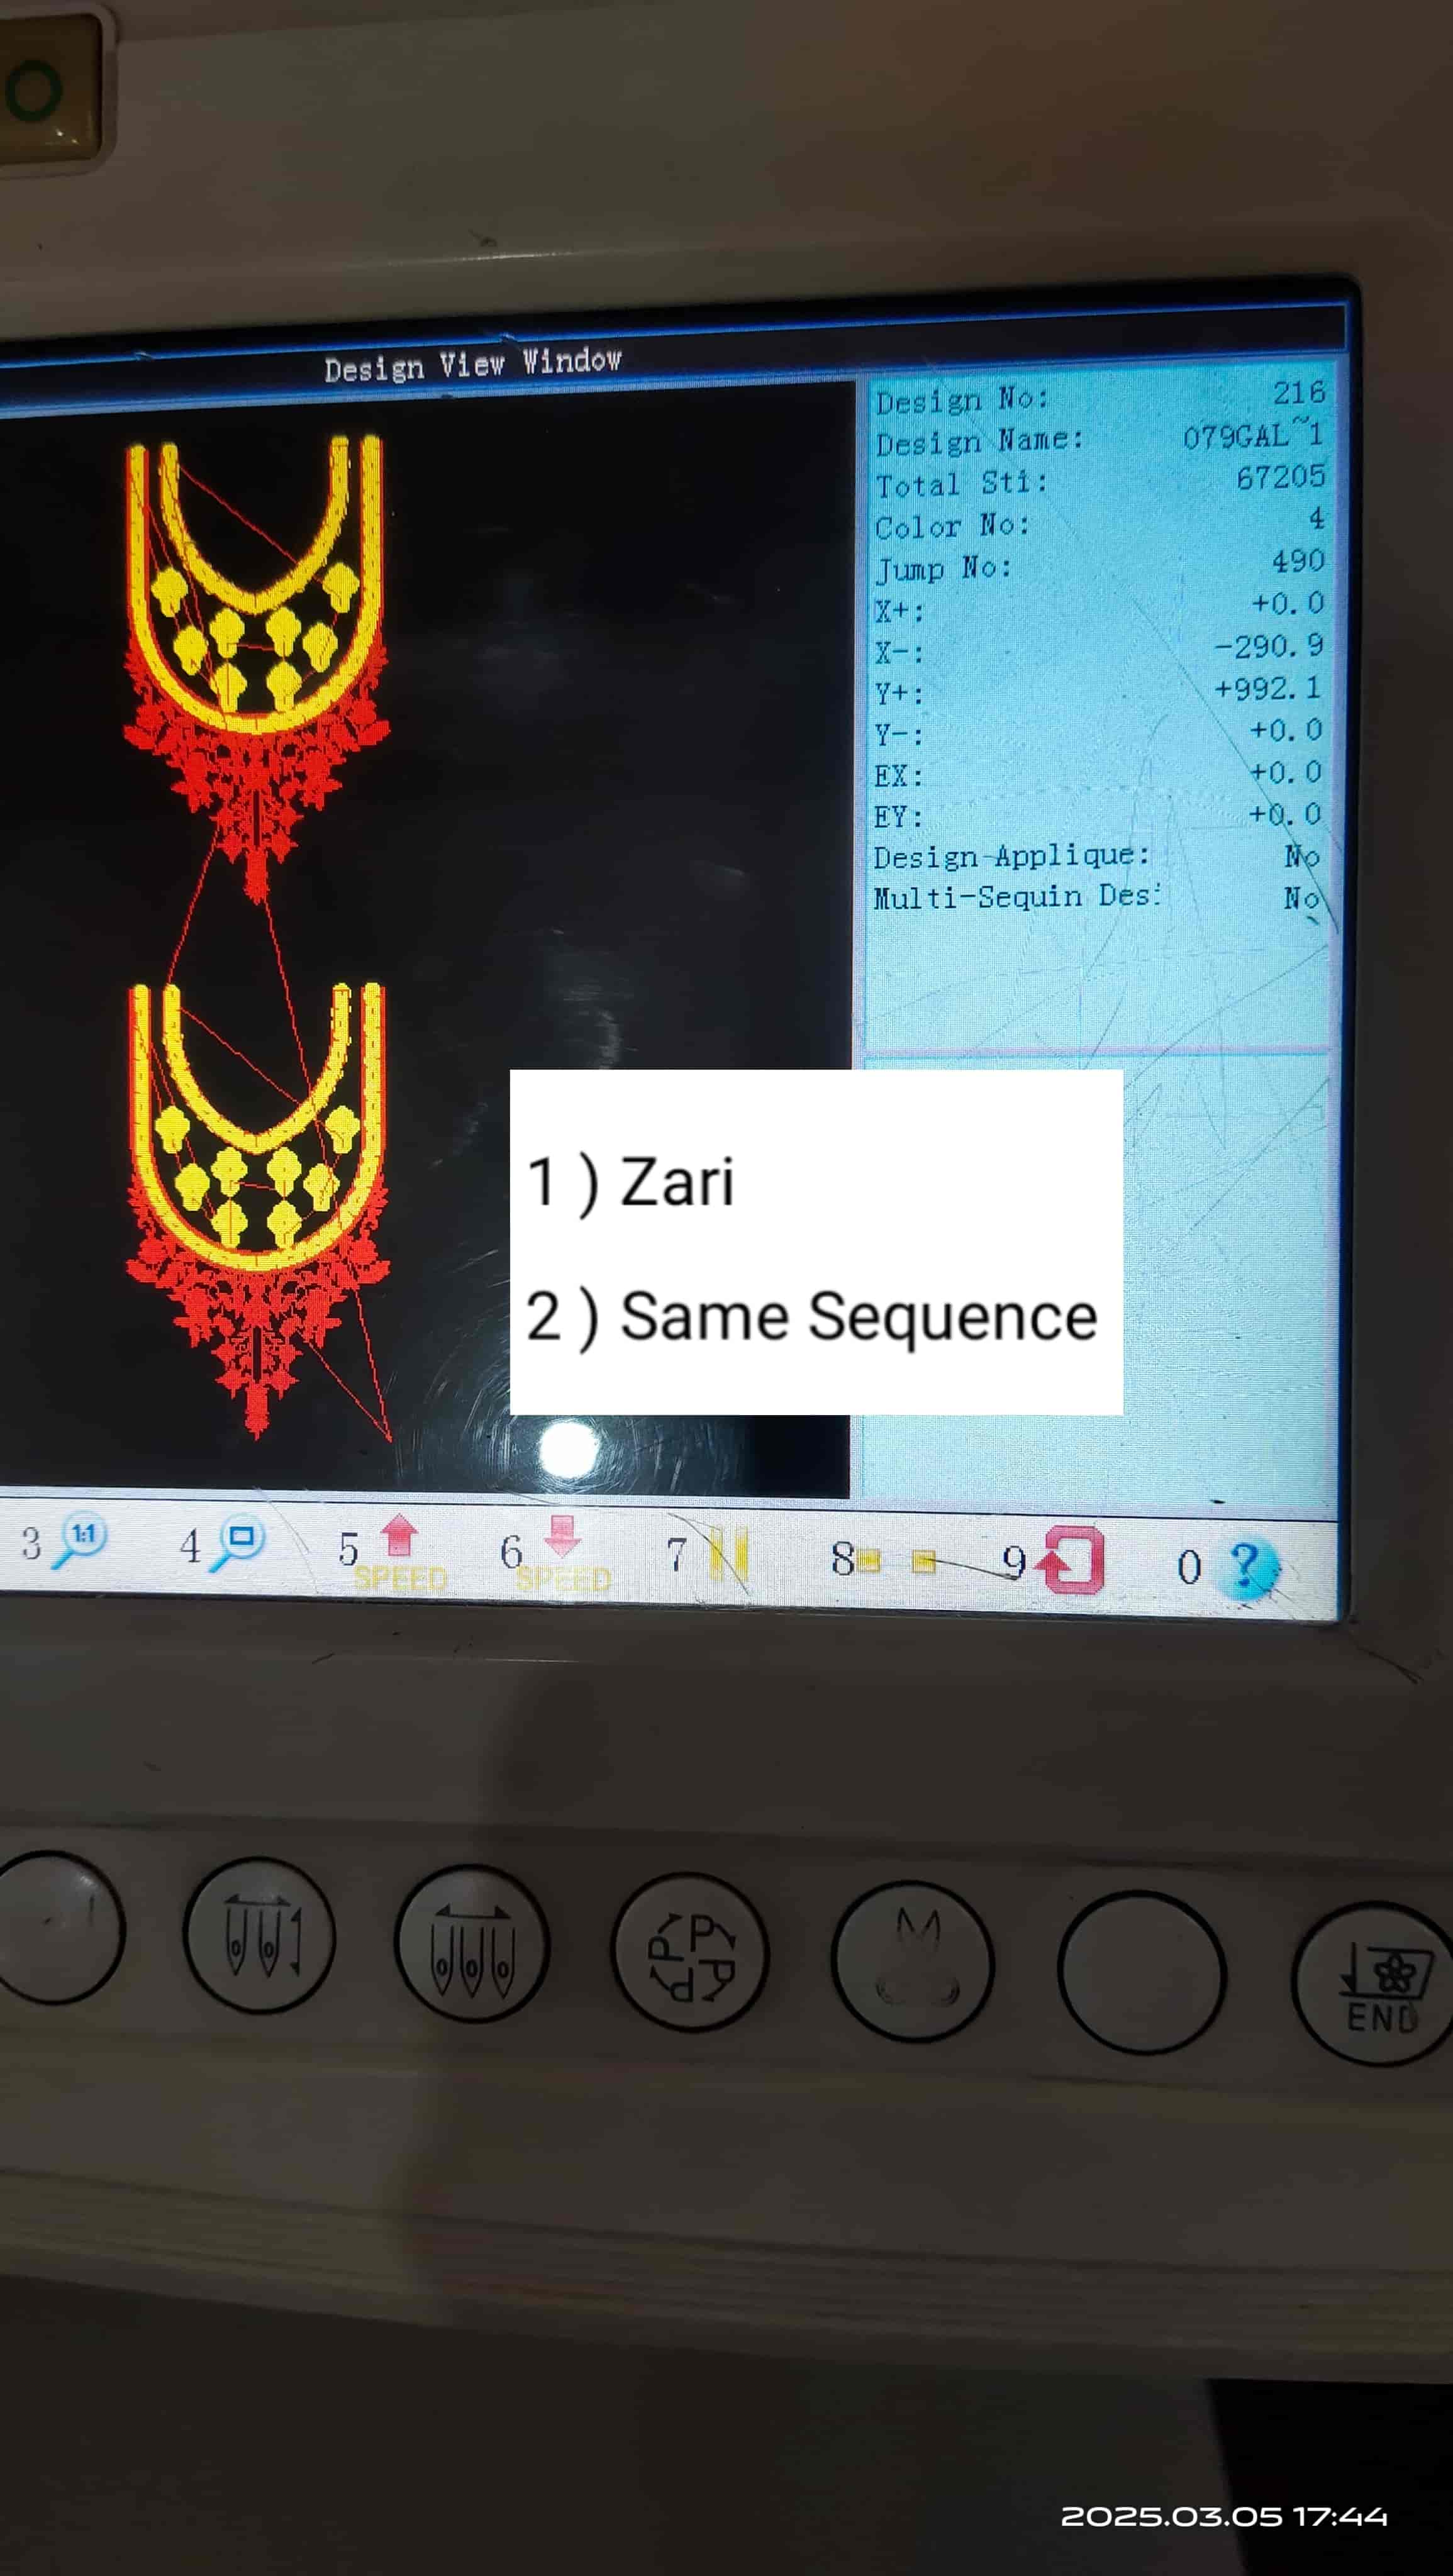 Design View Window
Design No: 216
Design Name: 079GAL~1
Total Sti: 67205
Color No: 4
Jump No: 490
X+: +0.0
X-: -290.9
Y+: +992.1
Y-: +0.0
EX: +0.0
EY: +0.0
Design-Applique: No
Multi-Sequin Des: No
1 ) Zari
2 ) Same Sequence
3 1:1 4 5 SPEED 6 SPEED 7 8 9 0 ?
P P P P
M
END
2025.03.05 17:44